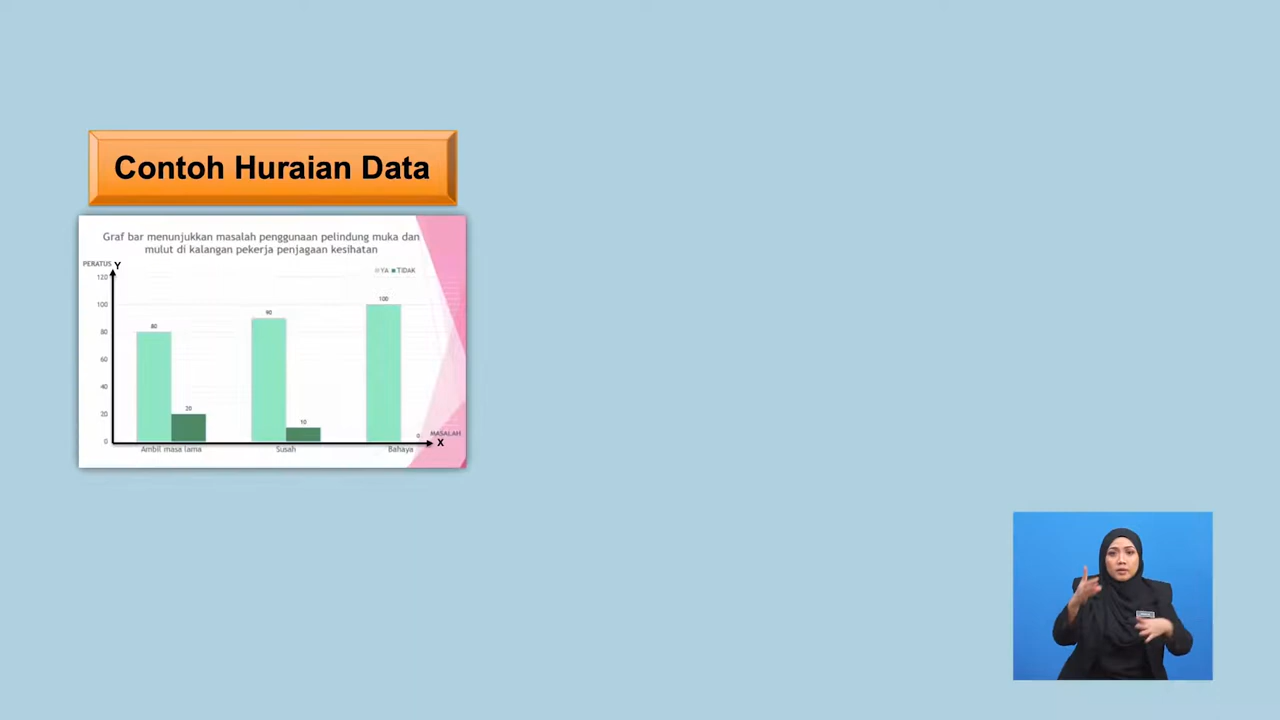 Contoh Huraian Data
Graf bar menunjukkan masalah penggunaan pelindung muka dan
mulut di kalangan pekerja penjagaan kesihatan
PERATUS Y
YA TIDAK
120
100
80
60
40
20
0
80
20
90
10
100
0
Ambil masa lama
Susah
Bahaya
MASALAH
X